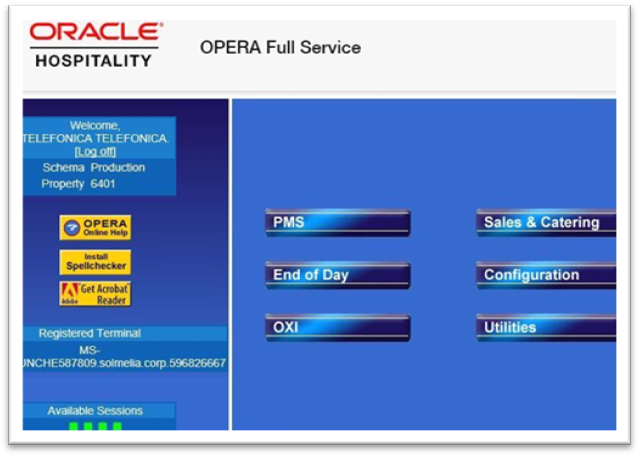 ORACLE®
HOSPITALITY
OPERA Full Service
Welcome,
TELEFONICA TELEFONICA.
[Log off]
Schema Production
Property 6401
OPERA
Online Help
Install
Spellchecker
Adobe
Get Acrobat®
Reader
Registered Terminal
MS-
UNCHE587809.solmelia.corp.596826667
Available Sessions
PMS
Sales & Catering
End of Day
Configuration
OXI
Utilities